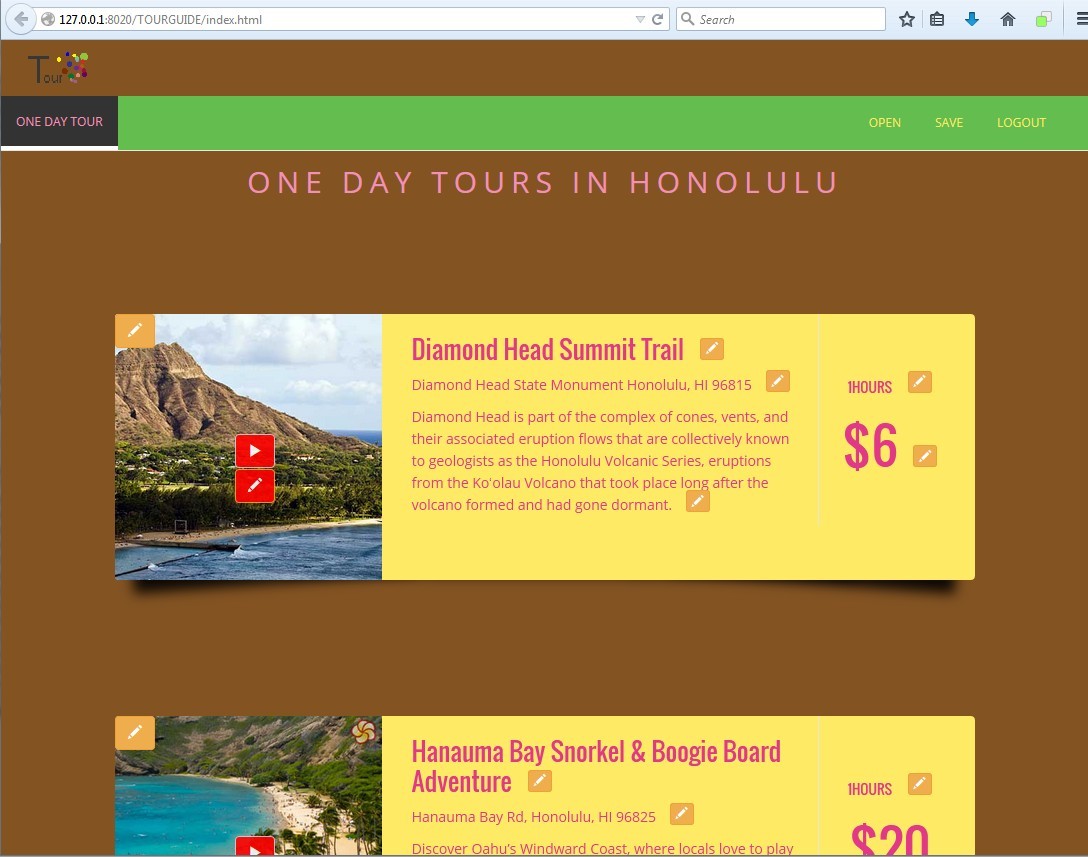 127.0.0.1:8020/TOURGUIDE/index.html
Search
Tour
ONE DAY TOUR
OPEN
SAVE
LOGOUT
ONE DAY TOURS IN HONOLULU
Diamond Head Summit Trail
Diamond Head State Monument Honolulu, HI 96815
Diamond Head is part of the complex of cones, vents, and
their associated eruption flows that are collectively known
to geologists as the Honolulu Volcanic Series, eruptions
from the Ko'olau Volcano that took place long after the
volcano formed and had gone dormant.
1HOURS
$6
Hanauma Bay Snorkel & Boogie Board
Adventure
Hanauma Bay Rd, Honolulu, HI 96825
Discover Oahu's Windward Coast, where locals love to play
1HOURS
$20